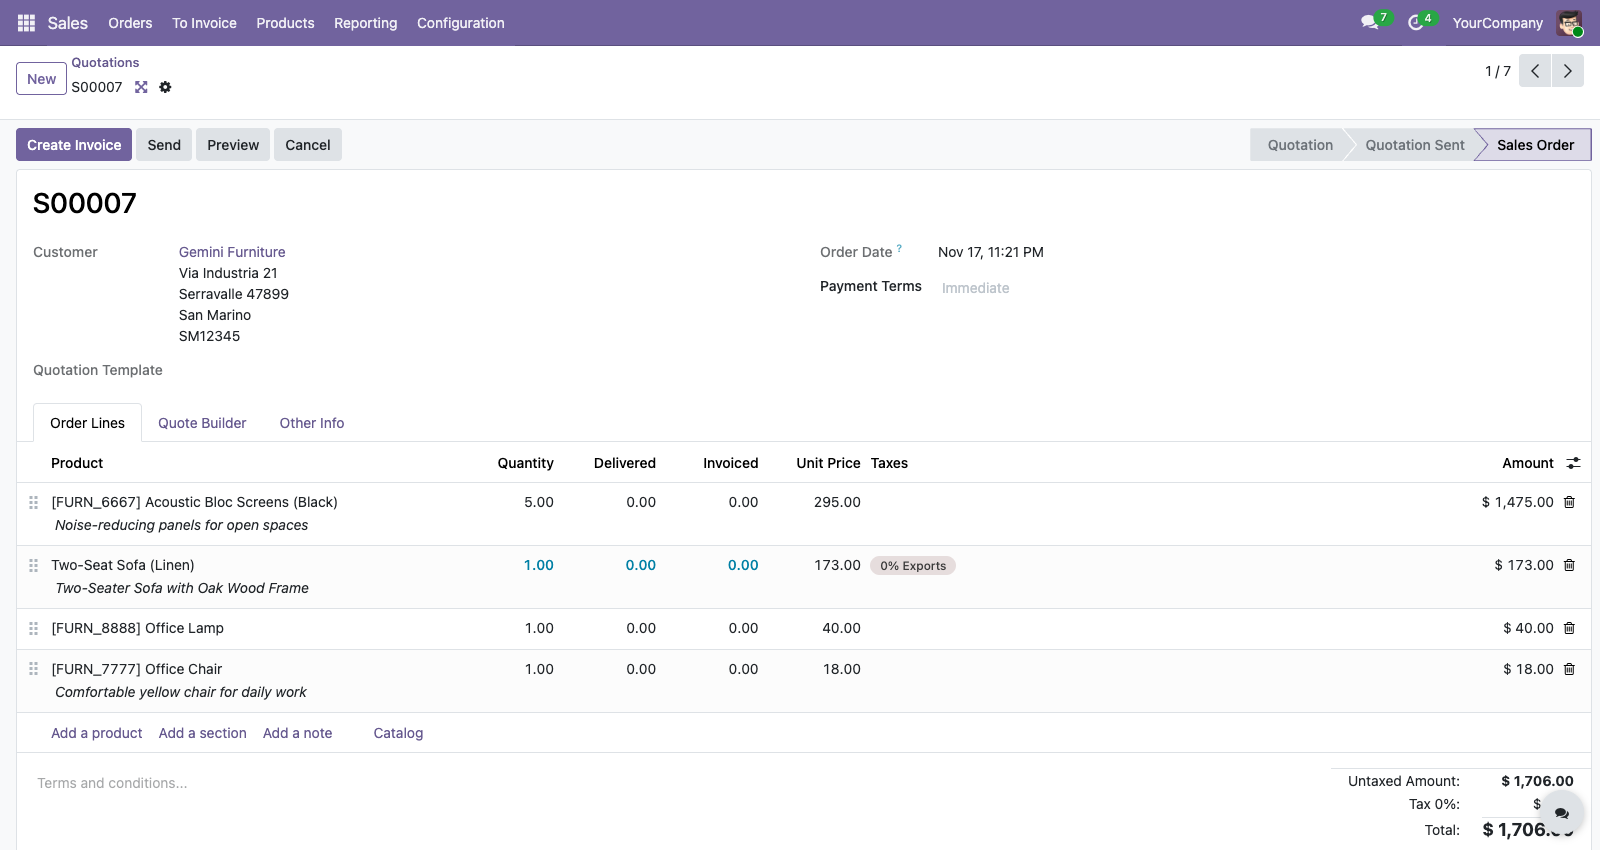 Sales Orders To Invoice Products Reporting Configuration 7 4 YourCompany
New
Quotations
S00007
1 / 7
Create Invoice Send Preview Cancel
Quotation Quotation Sent Sales Order
S00007
Customer Gemini Furniture
Via Industria 21
Serravalle 47899
San Marino
SM12345
Order Date ? Nov 17, 11:21 PM
Payment Terms Immediate
Quotation Template
Order Lines Quote Builder Other Info
Product Quantity Delivered Invoiced Unit Price Taxes Amount
[FURN_6667] Acoustic Bloc Screens (Black) 5.00 0.00 0.00 295.00 $ 1,475.00
Noise-reducing panels for open spaces
Two-Seat Sofa (Linen) 1.00 0.00 0.00 173.00 0% Exports $ 173.00
Two-Seater Sofa with Oak Wood Frame
[FURN_8888] Office Lamp 1.00 0.00 0.00 40.00 $ 40.00
[FURN_7777] Office Chair 1.00 0.00 0.00 18.00 $ 18.00
Comfortable yellow chair for daily work
Add a product Add a section Add a note Catalog
Terms and conditions...
Untaxed Amount: $ 1,706.00
Tax 0%: $
Total: $ 1,706.